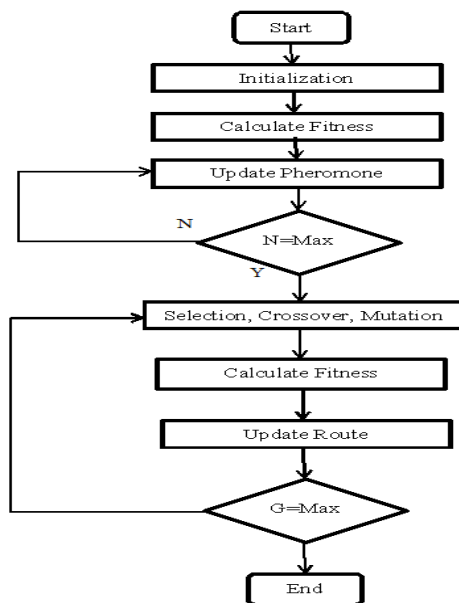 Start
Initialization
Calculate Fitness
Update Pheromone
N
N=Max
Y
Selection, Crossover, Mutation
Calculate Fitness
Update Route
G=Max
End